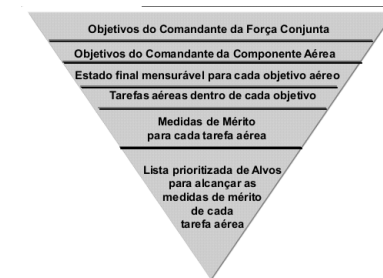 Objetivos do Comandante da Força Conjunta
Objetivos do Comandante da Componente Aérea
Estado final mensurável para cada objetivo aéreo
Tarefas aéreas dentro de cada objetivo
Medidas de Mérito
para cada tarefa aérea
Lista prioritizada de Alvos
para alcançar as
medidas de mérito
de cada
tarefa aérea